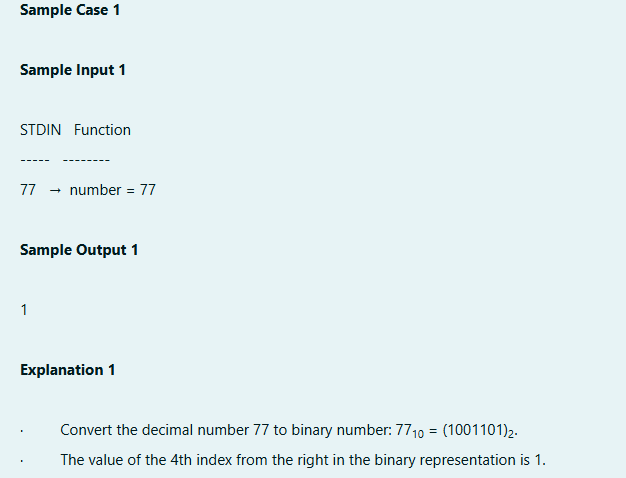 Sample Case 1
Sample Input 1
STDIN Function
----- --------
77 → number = 77
Sample Output 1
1
Explanation 1
· Convert the decimal number 77 to binary number: 77₁₀ = (1001101)₂.
· The value of the 4th index from the right in the binary representation is 1.